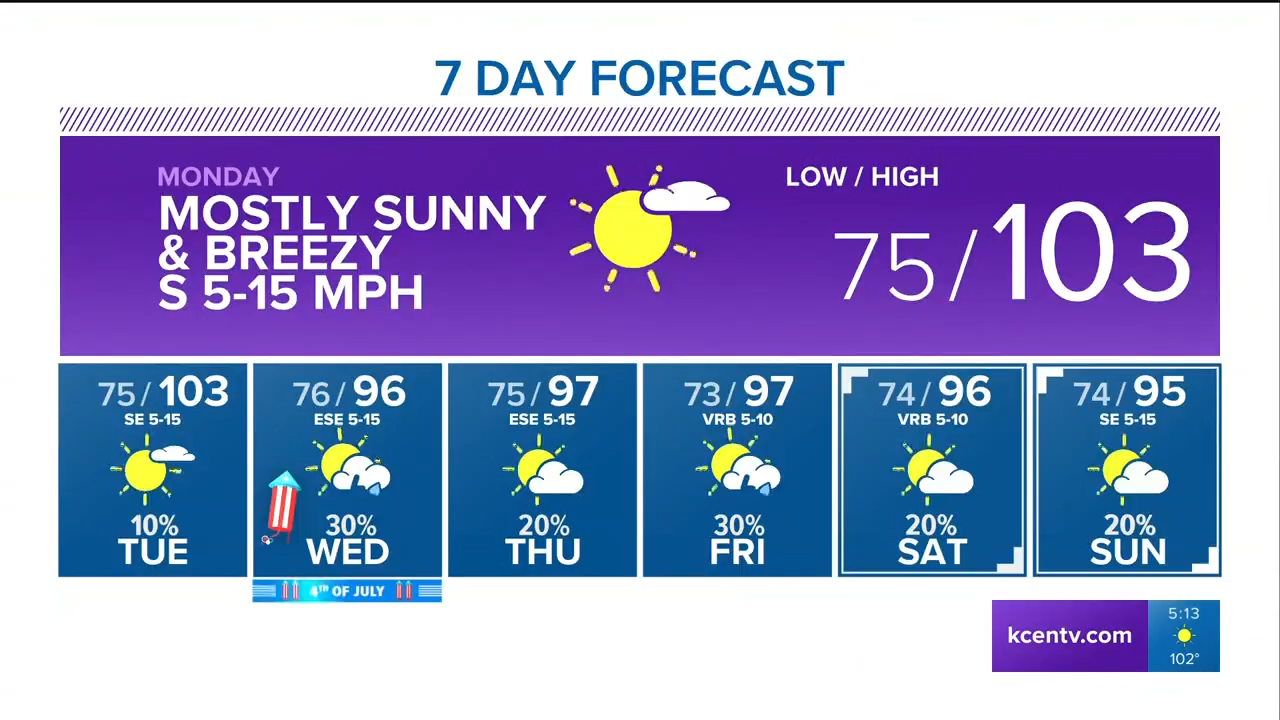 7 DAY FORECAST
MONDAY
MOSTLY SUNNY
& BREEZY
S 5-15 MPH
LOW / HIGH
75/103
75/103
SE 5-15
10%
TUE
76/96
ESE 5-15
30%
WED
4TH OF JULY
75/97
ESE 5-15
20%
THU
73/97
VRB 5-10
30%
FRI
74/96
VRB 5-10
20%
SAT
74/95
SE 5-15
20%
SUN
kcentv.com
5:13
102°